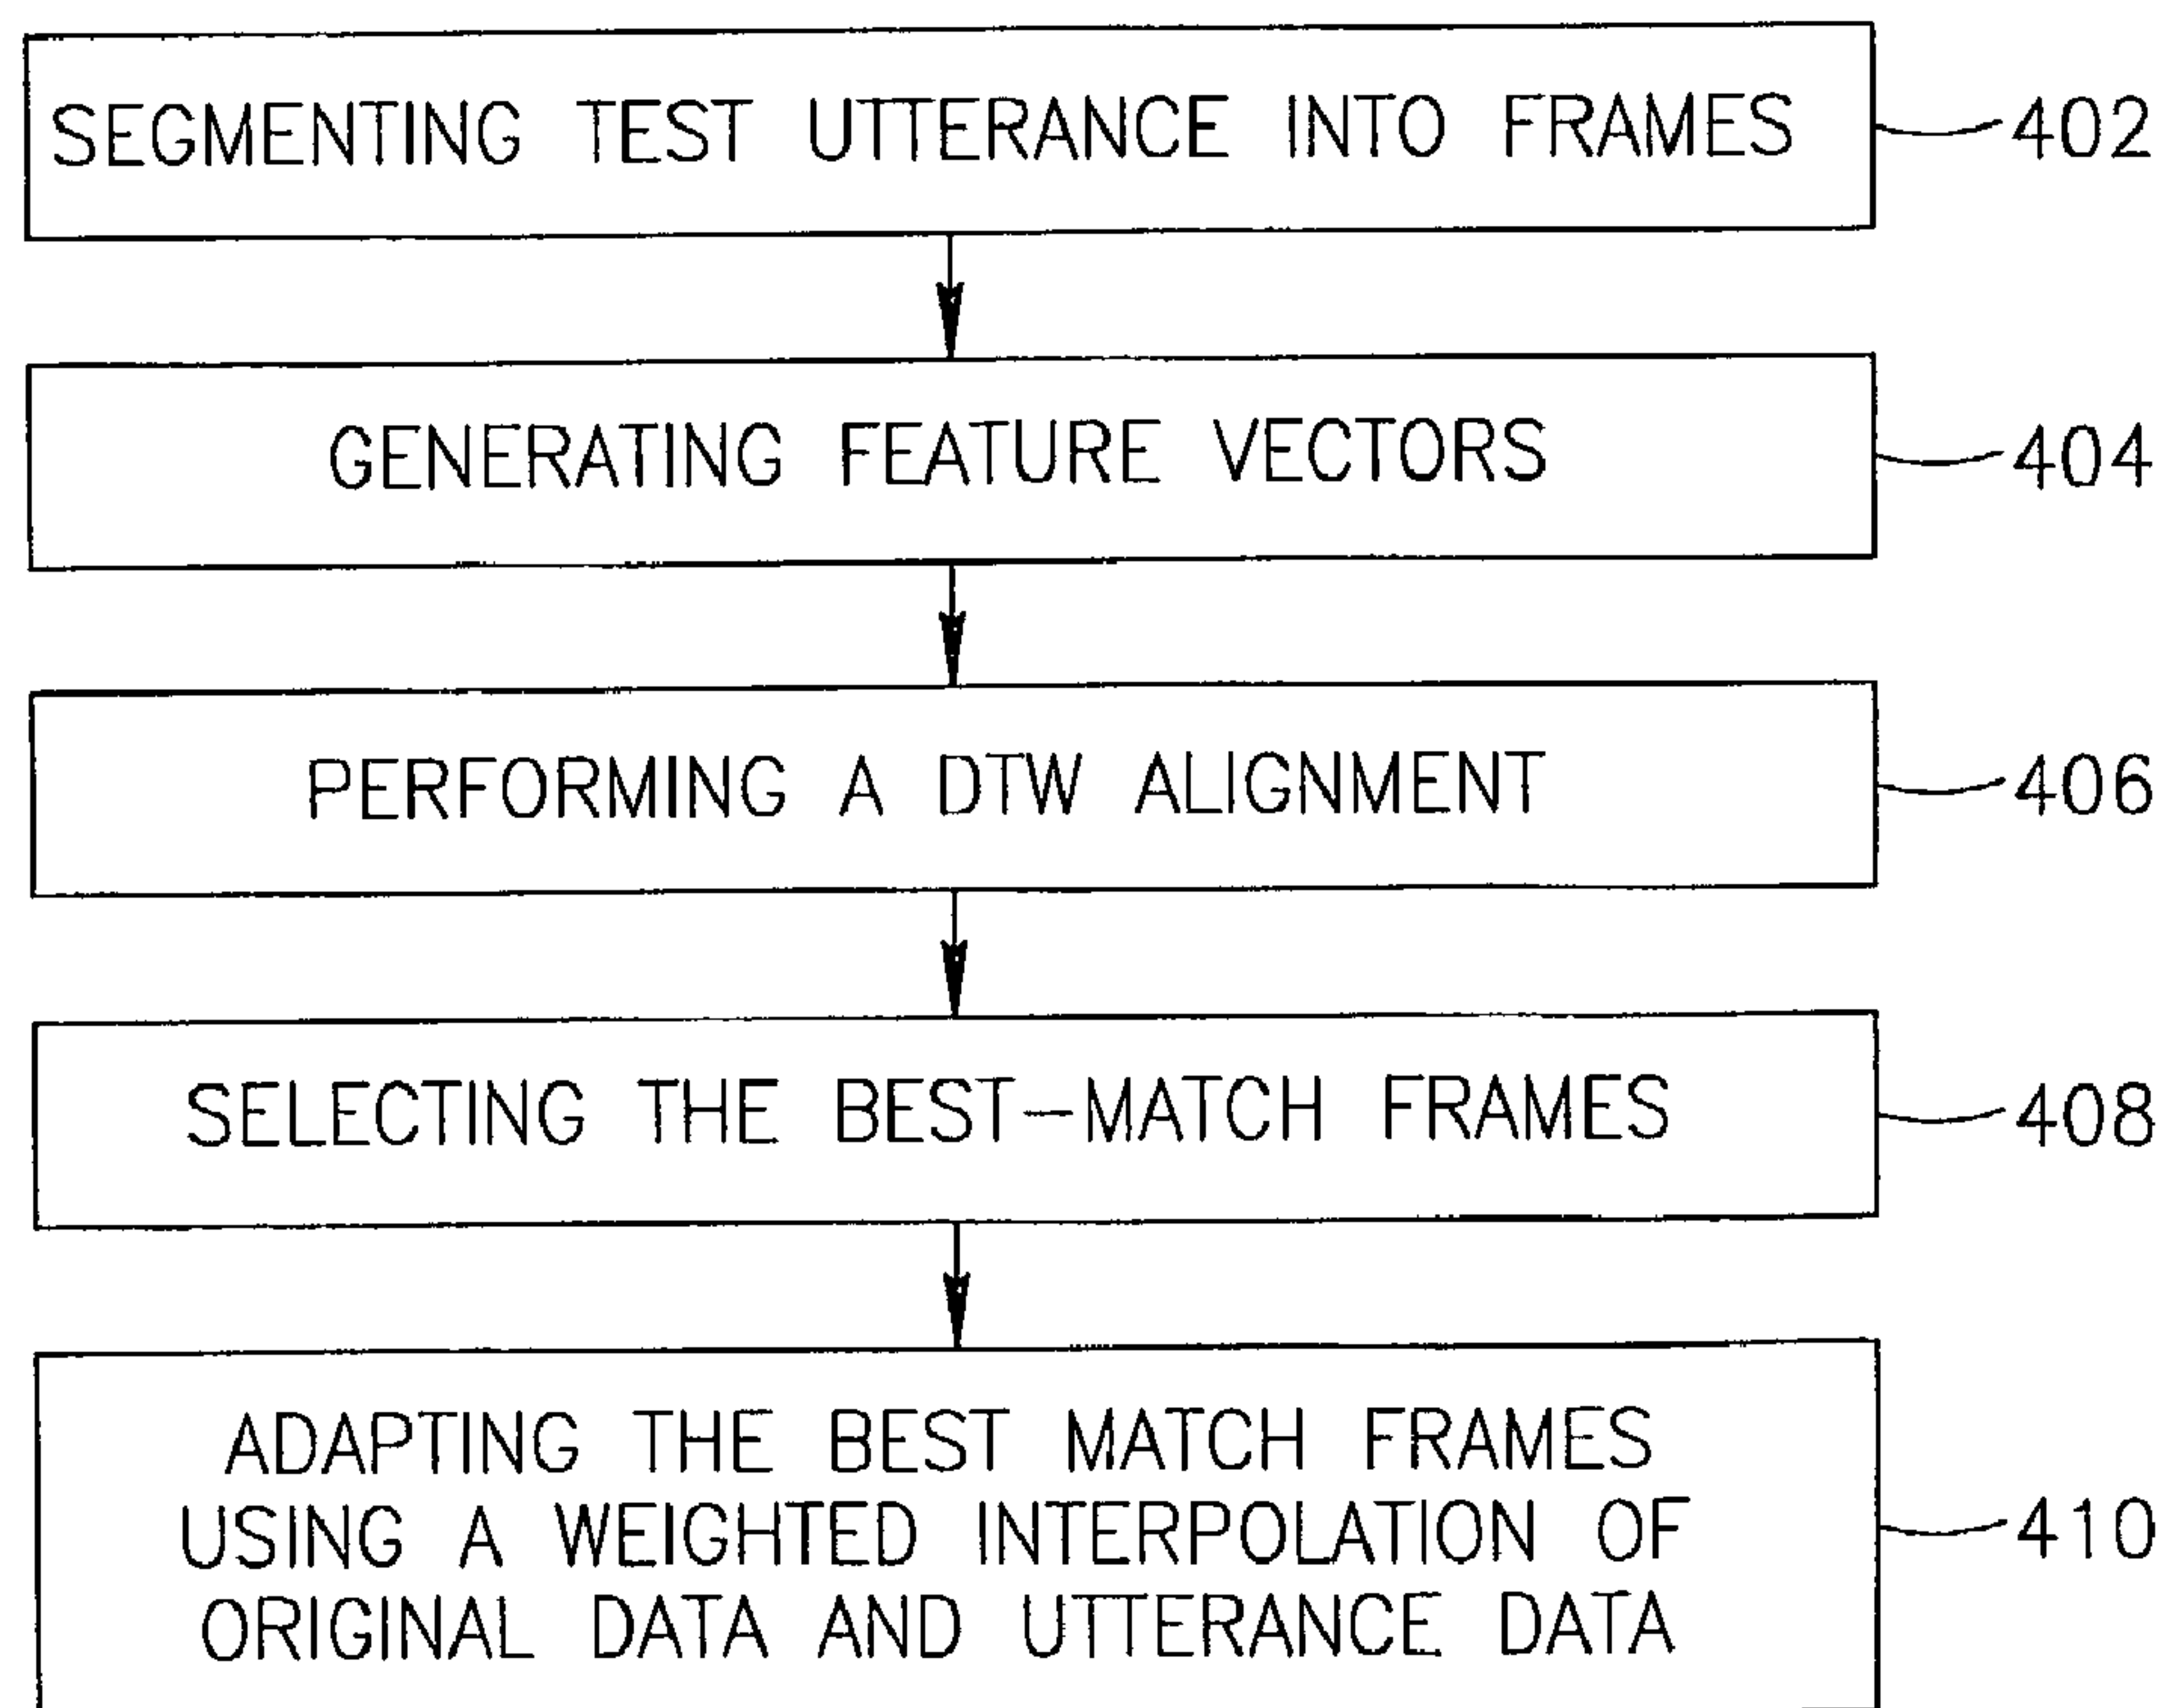 SEGMENTING TEST UTTERANCE INTO FRAMES 402
GENERATING FEATURE VECTORS 404
PERFORMING A DTW ALIGNMENT 406
SELECTING THE BEST-MATCH FRAMES 408
ADAPTING THE BEST MATCH FRAMES
USING A WEIGHTED INTERPOLATION OF 410
ORIGINAL DATA AND UTTERANCE DATA